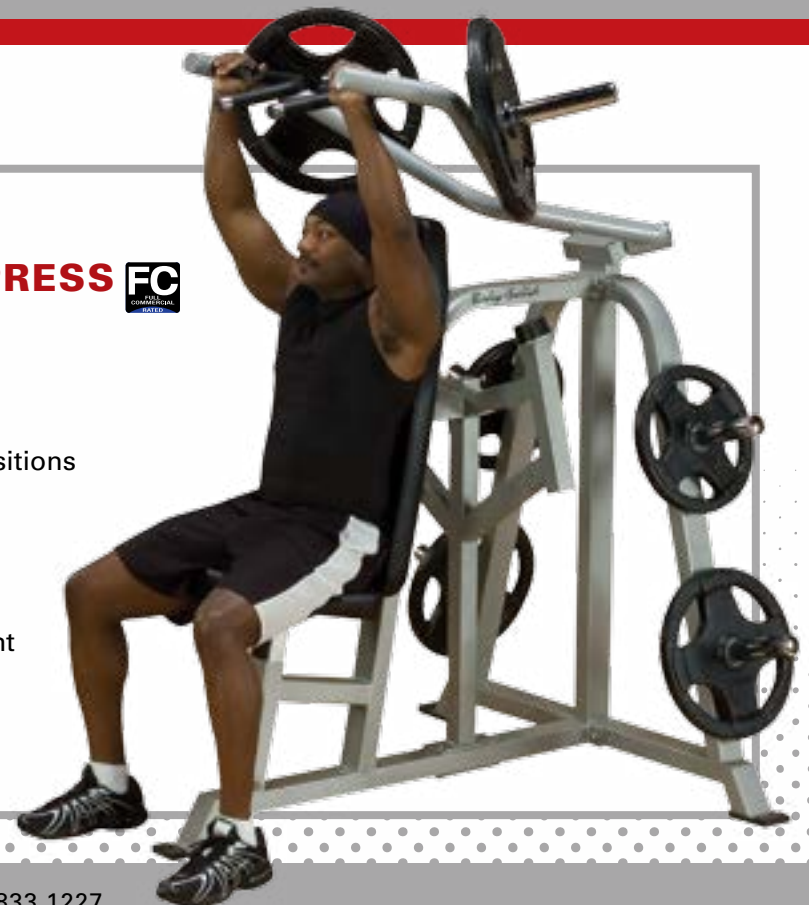 RESS
FC
FULL
COMMERCIAL
RATED
sitions
nt
833.1227